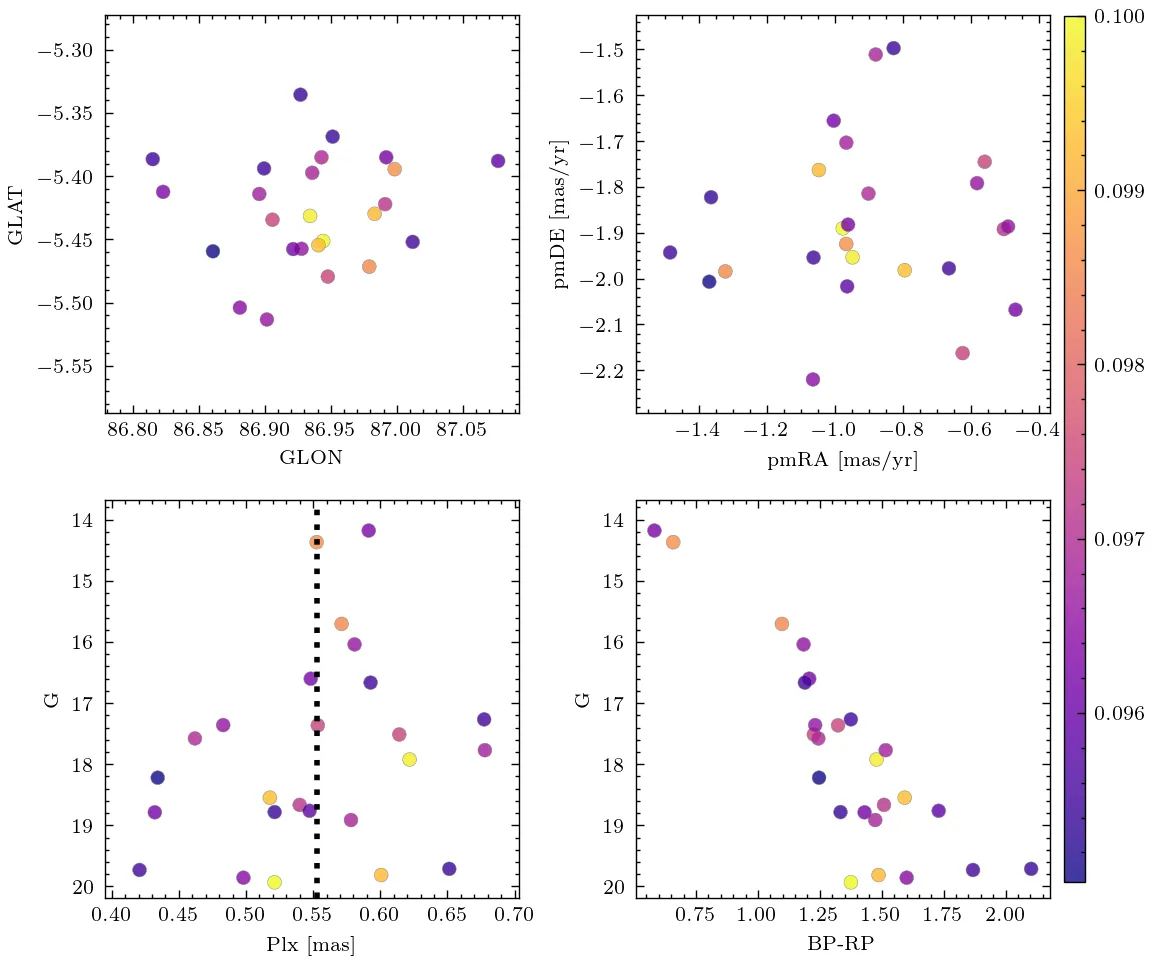 −5.30
−5.35
−5.40
−5.45
−5.50
−5.55
GLAT
86.80 86.85 86.90 86.95 87.00 87.05
GLON
−1.5
−1.6
−1.7
−1.8
−1.9
−2.0
−2.1
−2.2
pmDE [mas/yr]
−1.4 −1.2 −1.0 −0.8 −0.6 −0.4
pmRA [mas/yr]
0.100
0.099
0.098
0.097
0.096
14
15
16
17
18
19
20
G
0.40 0.45 0.50 0.55 0.60 0.65 0.70
Plx [mas]
14
15
16
17
18
19
20
G
0.75 1.00 1.25 1.50 1.75 2.00
BP-RP